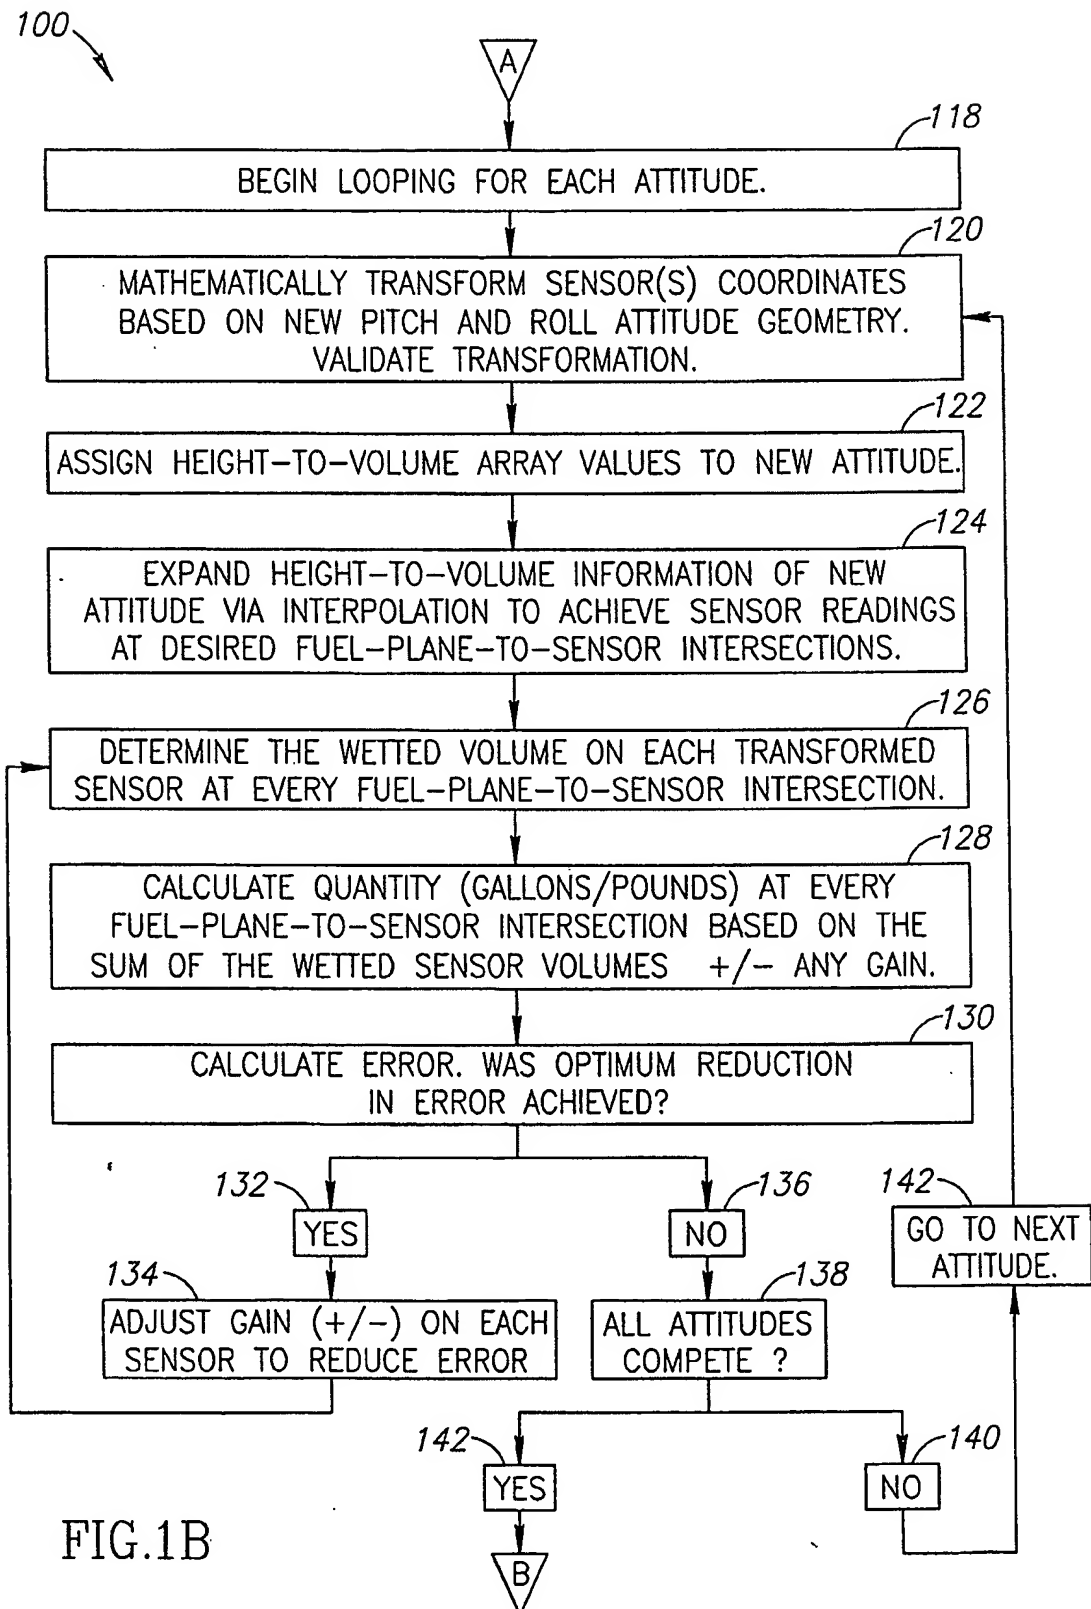 100
A
118
BEGIN LOOPING FOR EACH ATTITUDE.
120
MATHEMATICALLY TRANSFORM SENSOR(S) COORDINATES
BASED ON NEW PITCH AND ROLL ATTITUDE GEOMETRY.
VALIDATE TRANSFORMATION.
122
ASSIGN HEIGHT-TO-VOLUME ARRAY VALUES TO NEW ATTITUDE.
124
EXPAND HEIGHT-TO-VOLUME INFORMATION OF NEW
ATTITUDE VIA INTERPOLATION TO ACHIEVE SENSOR READINGS
AT DESIRED FUEL-PLANE-TO-SENSOR INTERSECTIONS.
126
DETERMINE THE WETTED VOLUME ON EACH TRANSFORMED
SENSOR AT EVERY FUEL-PLANE-TO-SENSOR INTERSECTION.
128
CALCULATE QUANTITY (GALLONS/POUNDS) AT EVERY
FUEL-PLANE-TO-SENSOR INTERSECTION BASED ON THE
SUM OF THE WETTED SENSOR VOLUMES +/- ANY GAIN.
130
CALCULATE ERROR. WAS OPTIMUM REDUCTION
IN ERROR ACHIEVED?
132
YES
136
NO
142
GO TO NEXT
ATTITUDE.
134
ADJUST GAIN (+/-) ON EACH
SENSOR TO REDUCE ERROR
138
ALL ATTITUDES
COMPETE ?
142
YES
140
NO
FIG.1B
B